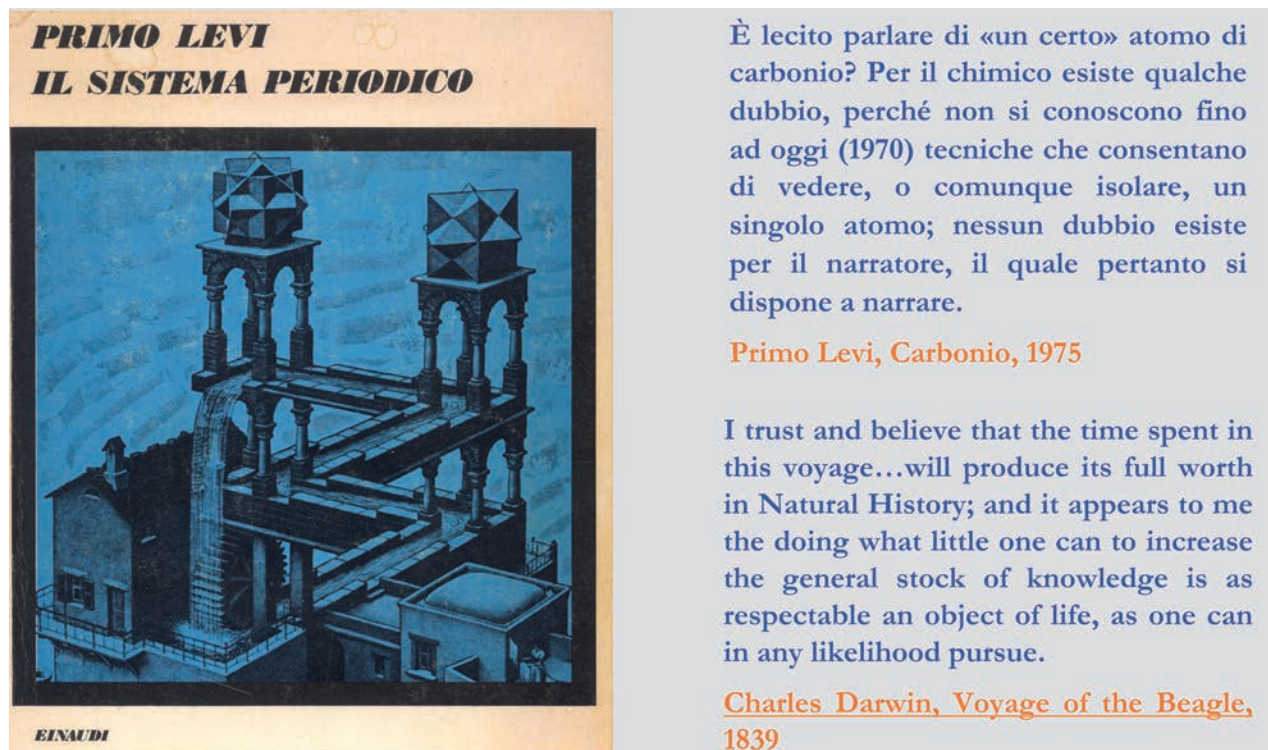 PRIMO LEVI
IL SISTEMA PERIODICO
EINAUDI
È lecito parlare di «un certo» atomo di
carbonio? Per il chimico esiste qualche
dubbio, perché non si conoscono fino
ad oggi (1970) tecniche che consentano
di vedere, o comunque isolare, un
singolo atomo; nessun dubbio esiste
per il narratore, il quale pertanto si
dispone a narrare.
Primo Levi, Carbonio, 1975
I trust and believe that the time spent in
this voyage…will produce its full worth
in Natural History; and it appears to me
the doing what little one can to increase
the general stock of knowledge is as
respectable an object of life, as one can
in any likelihood pursue.
Charles Darwin, Voyage of the Beagle,
1839